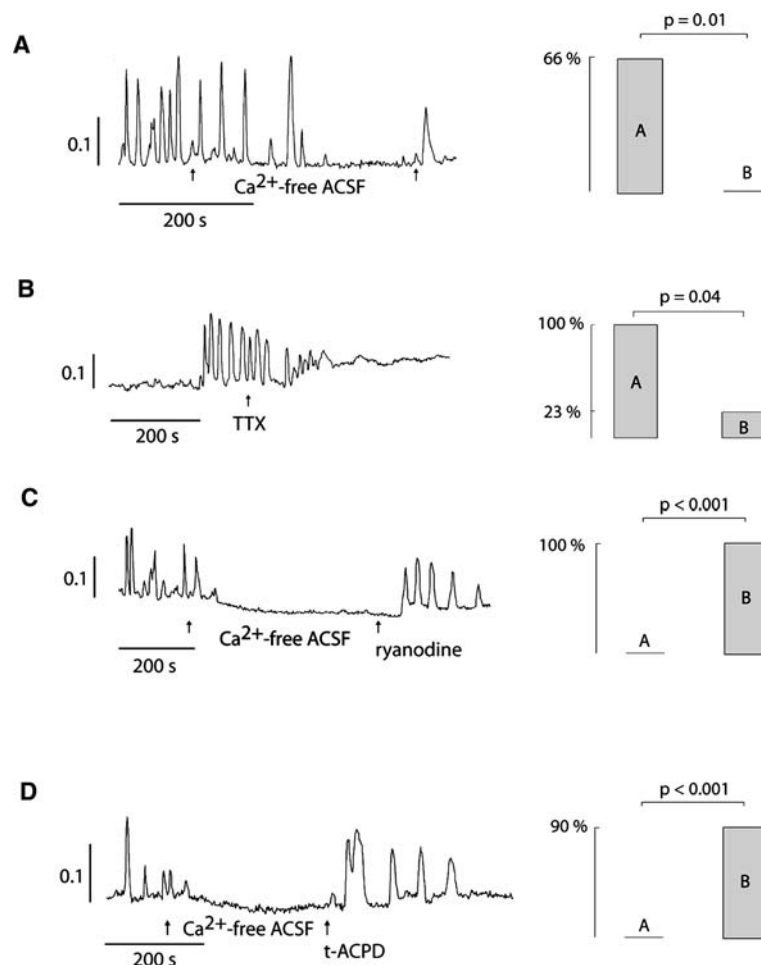 A
0.1
Ca2+-free ACSF
200 s
p = 0.01
66 %
A
B
B
0.1
200 s
TTX
p = 0.04
100 %
23 %
A
B
C
0.1
Ca2+-free ACSF
ryanodine
200 s
p < 0.001
100 %
A
B
D
0.1
Ca2+-free ACSF
t-ACPD
200 s
p < 0.001
90 %
A
B